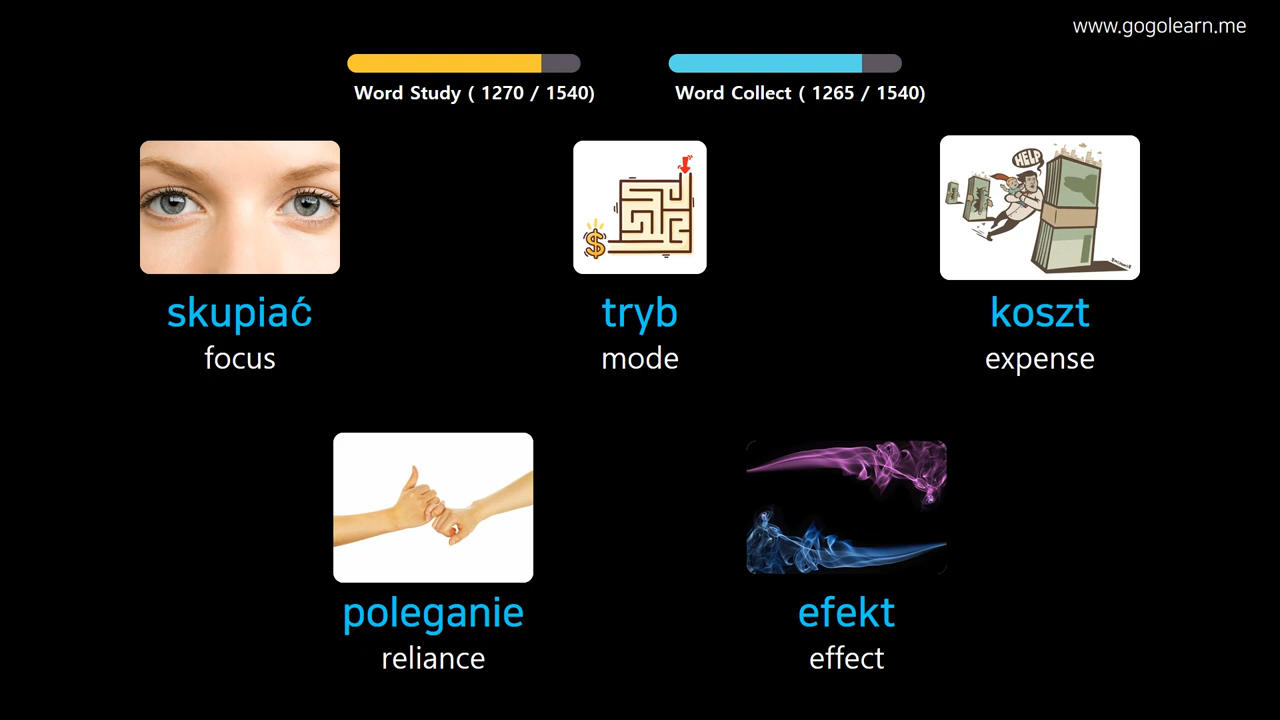 www.gogolearn.me
Word Study ( 1270 / 1540)
Word Collect ( 1265 / 1540)
HELP
skupiać
focus
tryb
mode
koszt
expense
poleganie
reliance
efekt
effect